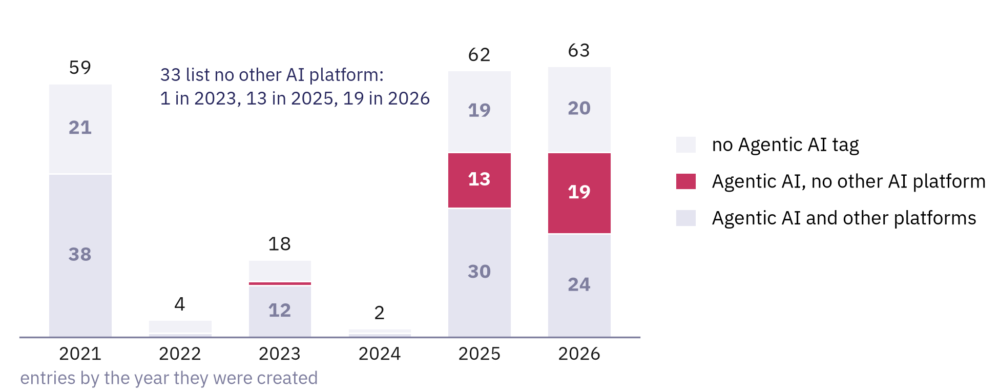 59
62
63
33 list no other AI platform:
1 in 2023, 13 in 2025, 19 in 2026
21
19
20
no Agentic AI tag
13
19
Agentic AI, no other AI platform
38
18
30
24
Agentic AI and other platforms
4
12
2
2021 2022 2023 2024 2025 2026
entries by the year they were created